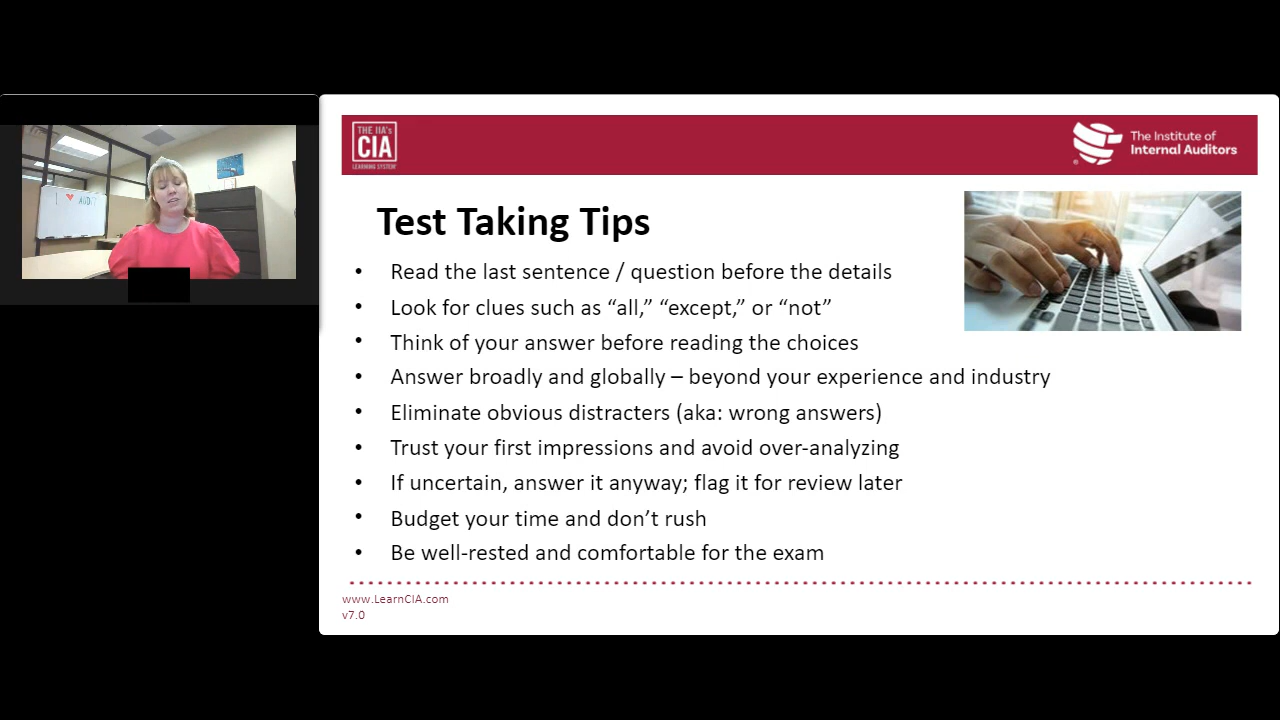 ♥ AUDIT
THE IIA's
CIA
LEARNING SYSTEM®
The Institute of
Internal Auditors
Test Taking Tips
• Read the last sentence / question before the details
• Look for clues such as “all,” “except,” or “not”
• Think of your answer before reading the choices
• Answer broadly and globally – beyond your experience and industry
• Eliminate obvious distracters (aka: wrong answers)
• Trust your first impressions and avoid over-analyzing
• If uncertain, answer it anyway; flag it for review later
• Budget your time and don’t rush
• Be well-rested and comfortable for the exam
www.LearnCIA.com
v7.0